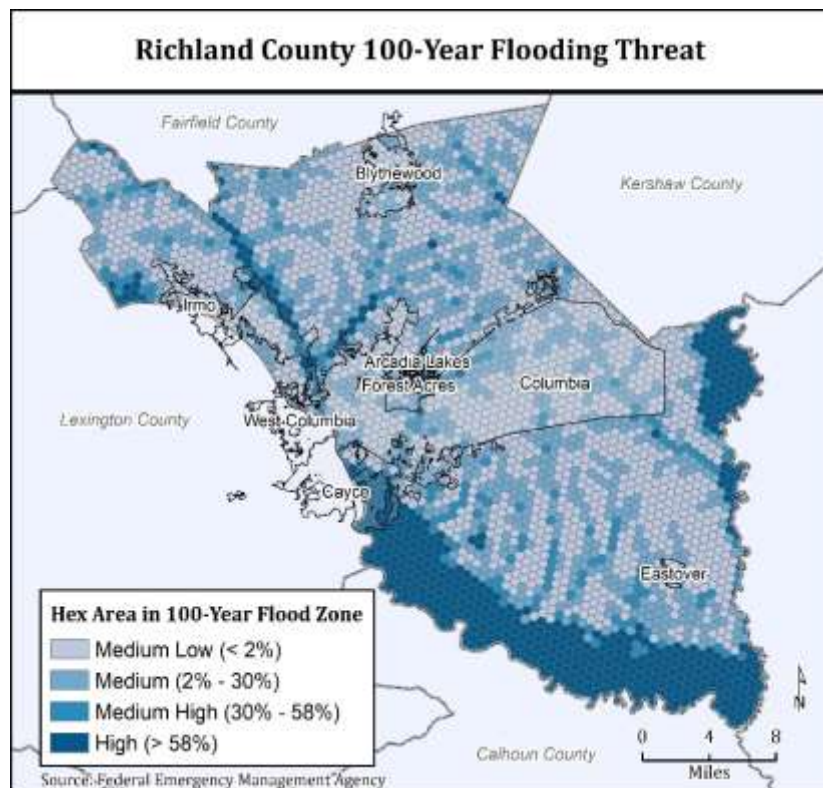 Richland County 100-Year Flooding Threat
Fairfield County
Blythewood
Kershaw County
Irmo
Arcadia Lakes
Forest Acres
Columbia
Lexington County
West Columbia
Cayce
Eastover
Hex Area in 100-Year Flood Zone
Medium Low (< 2%)
Medium (2% - 30%)
Medium High (30% - 58%)
High (> 58%)
N
0 4 8
Miles
Calhoun County
Source: Federal Emergency Management Agency